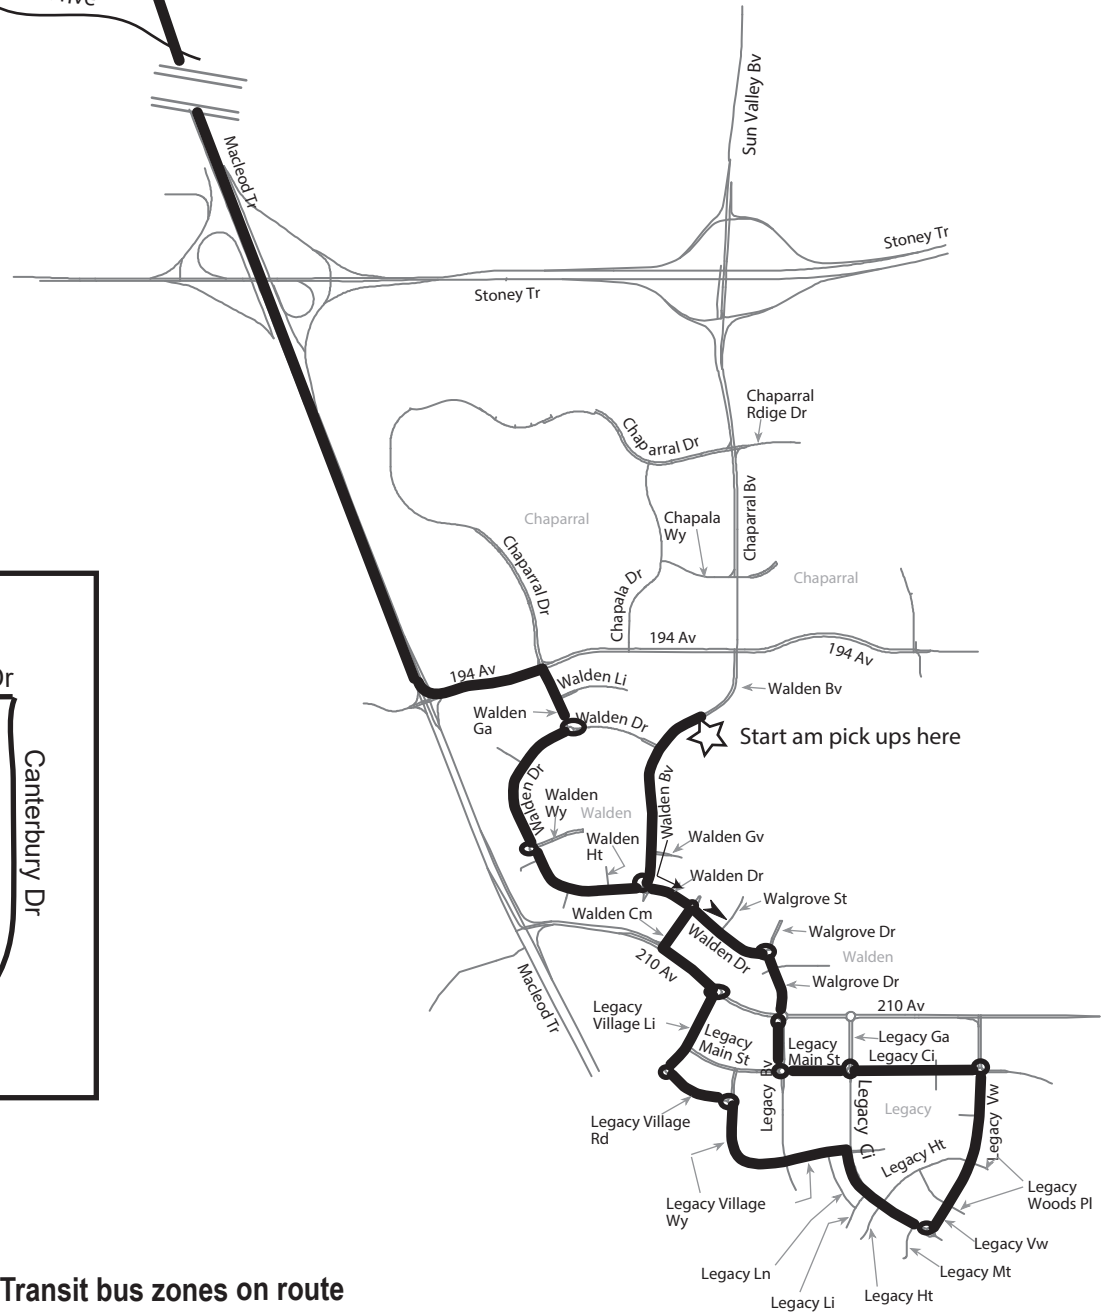 Sun Valley Bv
Macleod Tr
Stoney Tr
Stoney Tr
Chaparral
Rdige Dr
Chaparral Dr
Chaparral Bv
Chaparral
Chapala
Wy
Chaparral Dr
Chapala Dr
Chaparral
194 Av
194 Av
194 Av
Dr
Canterbury Dr
Walden Li
Walden Bv
Walden
Ga
Walden Dr
Start am pick ups here
Walden Dr
Walden Bv
Walden
Wy
Walden
Walden
Ht
Walden Gv
Walden Dr
Walden Cm
Walgrove St
Walden Dr
Walgrove Dr
Walden
210 Av
Walgrove Dr
Macleod Tr
210 Av
Legacy
Village Li
Legacy
Main St
Legacy
Main St
Legacy Ga
Legacy Ci
Legacy Bv
Legacy Ci
Legacy
Legacy Vw
Legacy Village
Rd
Legacy Ht
Legacy Village
Wy
Legacy
Woods Pl
Legacy Vw
Legacy Ln
Legacy Mt
Legacy Li
Legacy Ht
Transit bus zones on route